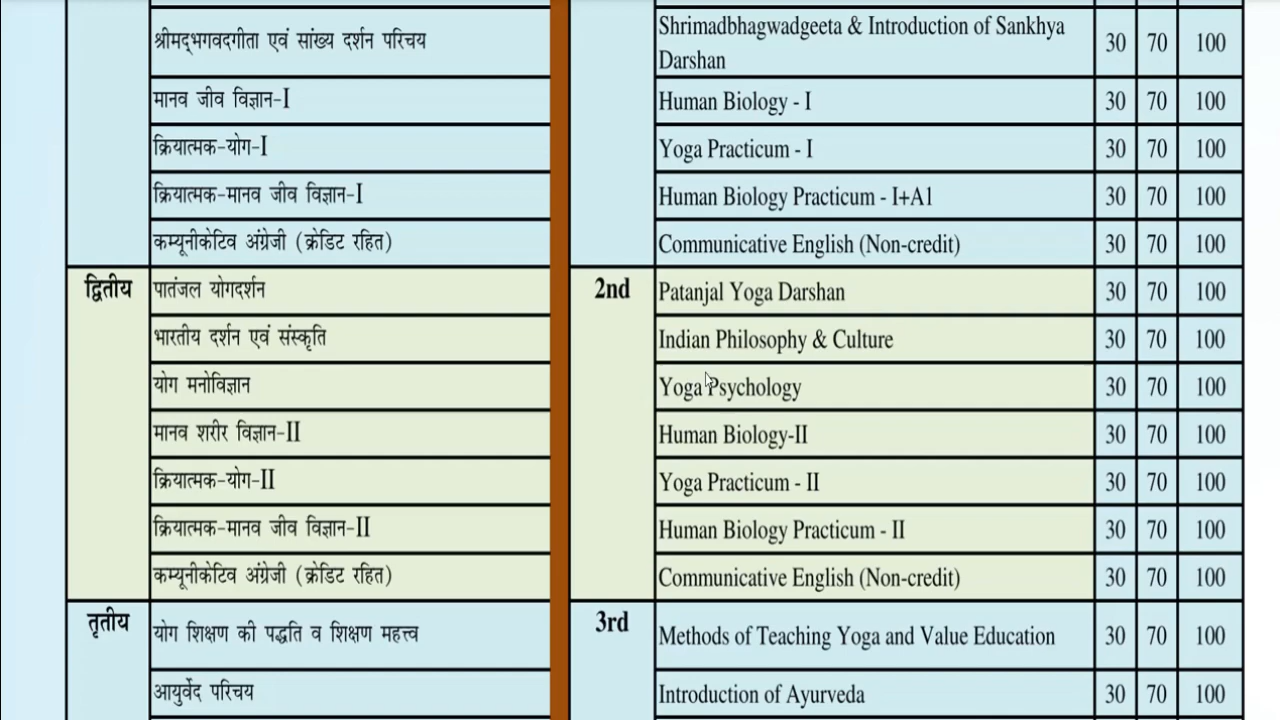 श्रीमद्‌भगवदगीता एवं सांख्य दर्शन परिचय
Shrimadbhagwadgeeta & Introduction of Sankhya
Darshan
30 70 100
मानव जीव विज्ञान-I
Human Biology - I
30 70 100
क्रियात्मक-योग-I
Yoga Practicum - I
30 70 100
क्रियात्मक-मानव जीव विज्ञान-I
Human Biology Practicum - I+A1
30 70 100
कम्यूनीकेटिव अंग्रेजी (क्रेडिट रहित)
Communicative English (Non-credit)
30 70 100
द्वितीय
पातंजल योगदर्शन
2nd
Patanjal Yoga Darshan
30 70 100
भारतीय दर्शन एवं संस्कृति
Indian Philosophy & Culture
30 70 100
योग मनोविज्ञान
Yoga Psychology
30 70 100
मानव शरीर विज्ञान-II
Human Biology-II
30 70 100
क्रियात्मक-योग-II
Yoga Practicum - II
30 70 100
क्रियात्मक-मानव जीव विज्ञान-II
Human Biology Practicum - II
30 70 100
कम्यूनीकेटिव अंग्रेजी (क्रेडिट रहित)
Communicative English (Non-credit)
30 70 100
तृतीय
योग शिक्षण की पद्धति व शिक्षण महत्त्व
3rd
Methods of Teaching Yoga and Value Education
30 70 100
आयुर्वेद परिचय
Introduction of Ayurveda
30 70 100